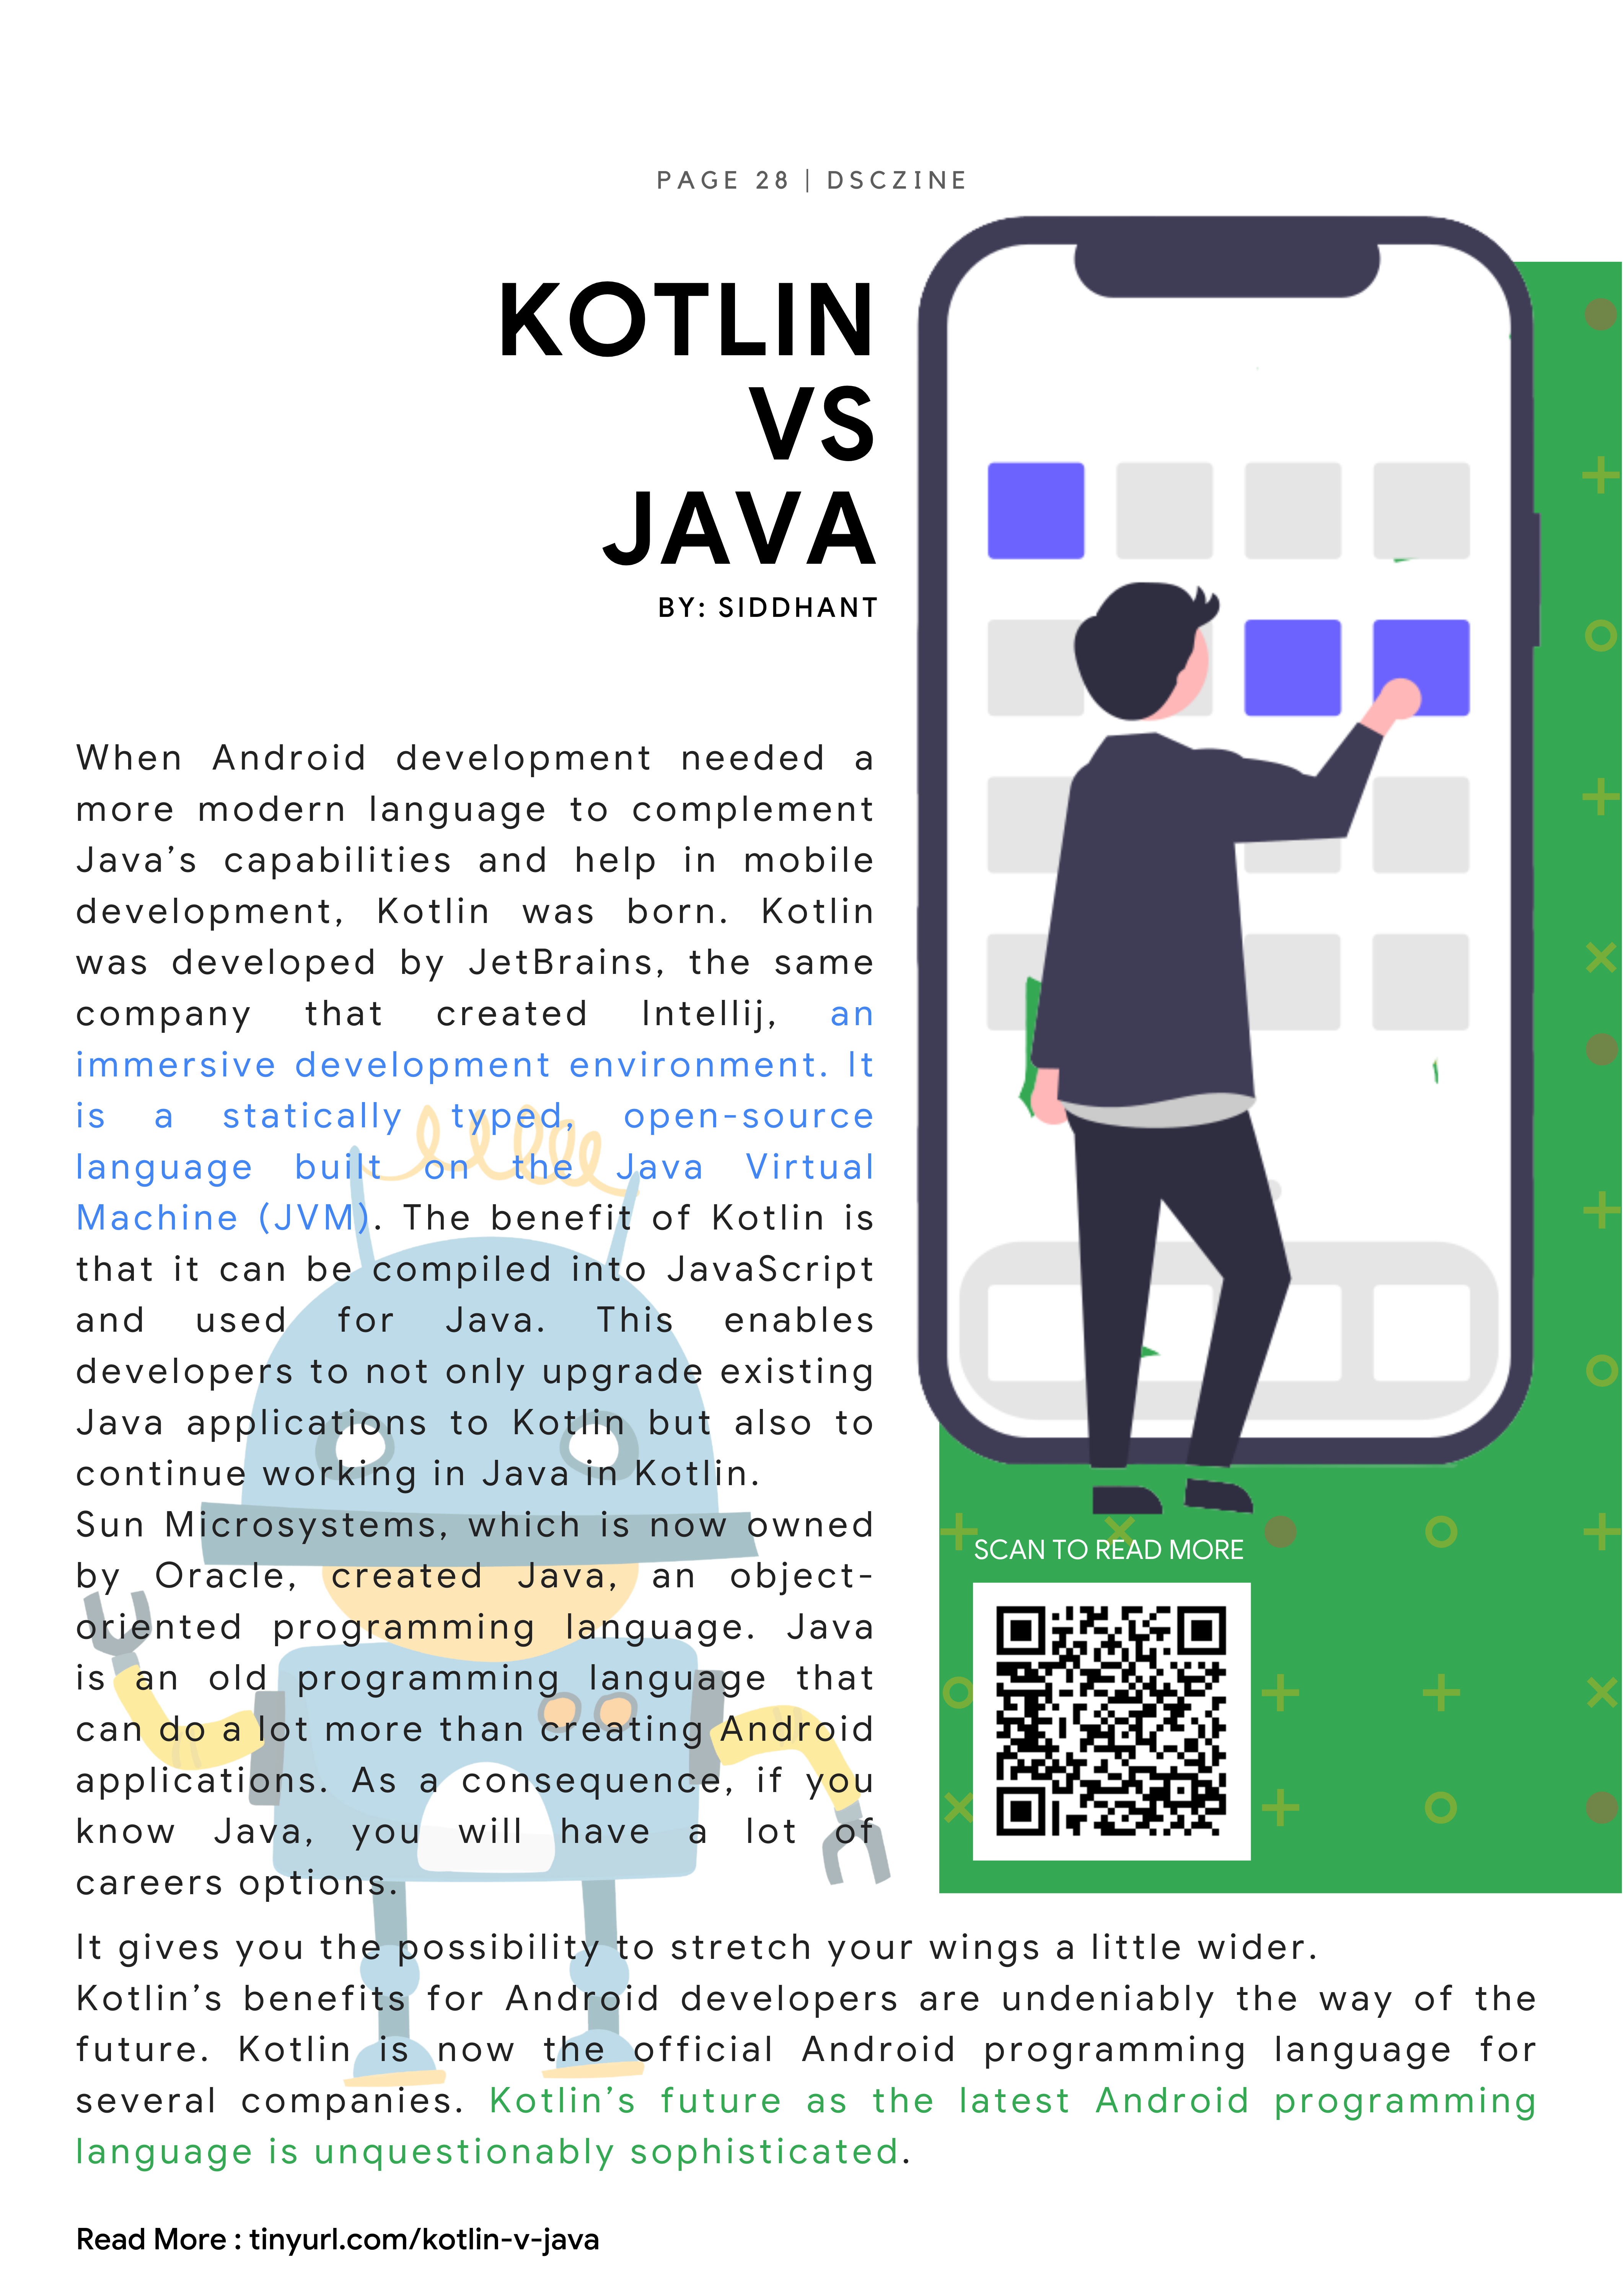 PAGE 28 | DSCZINE
KOTLIN
VS
JAVA
BY: SIDDHANT
When Android development needed a
more modern language to complement
Java’s capabilities and help in mobile
development, Kotlin was born. Kotlin
was developed by JetBrains, the same
company that created Intellij, an
immersive development environment. It
is a statically typed, open-source
language built on the Java Virtual
Machine (JVM). The benefit of Kotlin is
that it can be compiled into JavaScript
and used for Java. This enables
developers to not only upgrade existing
Java applications to Kotlin but also to
continue working in Java in Kotlin.
Sun Microsystems, which is now owned
by Oracle, created Java, an object-
oriented programming language. Java
is an old programming language that
can do a lot more than creating Android
applications. As a consequence, if you
know Java, you will have a lot of
careers options.
It gives you the possibility to stretch your wings a little wider.
Kotlin’s benefits for Android developers are undeniably the way of the
future. Kotlin is now the official Android programming language for
several companies. Kotlin’s future as the latest Android programming
language is unquestionably sophisticated.
SCAN TO READ MORE
Read More : tinyurl.com/kotlin-v-java